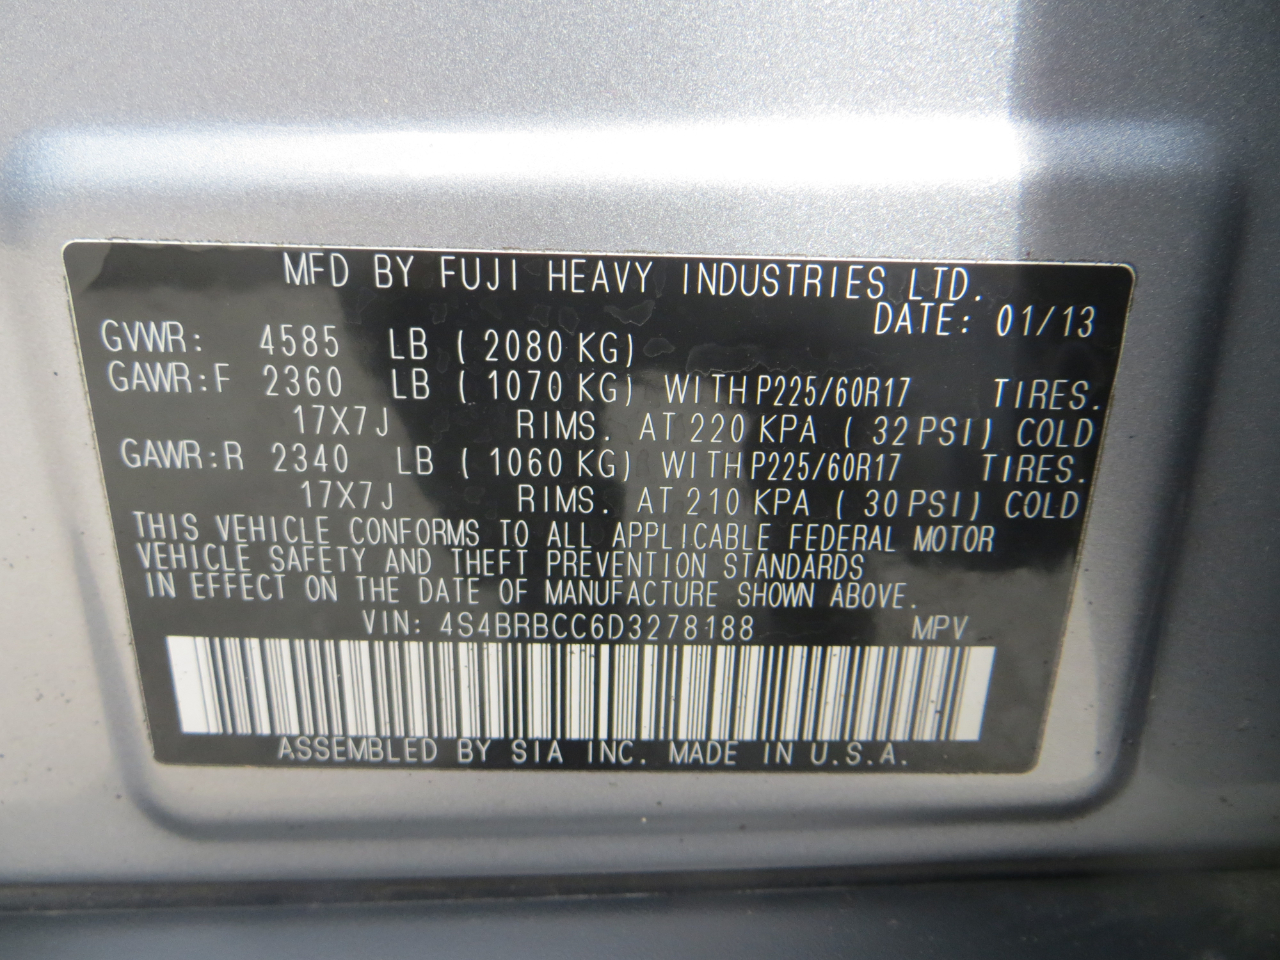 MFD BY FUJI HEAVY INDUSTRIES LTD.
DATE: 01/13
GVWR: 4585 LB ( 2080 KG)
GAWR:F 2360 LB ( 1070 KG) WITH P225/60R17 TIRES.
17X7J RIMS. AT 220 KPA ( 32 PSI) COLD
GAWR:R 2340 LB ( 1060 KG) WITH P225/60R17 TIRES.
17X7J RIMS. AT 210 KPA ( 30 PSI) COLD
THIS VEHICLE CONFORMS TO ALL APPLICABLE FEDERAL MOTOR
VEHICLE SAFETY AND THEFT PREVENTION STANDARDS
IN EFFECT ON THE DATE OF MANUFACTURE SHOWN ABOVE.
VIN: 4S4BRBCC6D3278188 MPV
ASSEMBLED BY SIA INC. MADE IN U.S.A.